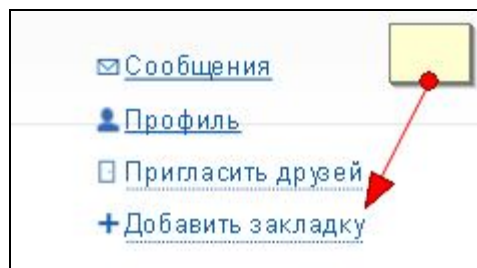 Сообщения
Профиль
Пригласить друзей
Добавить закладку